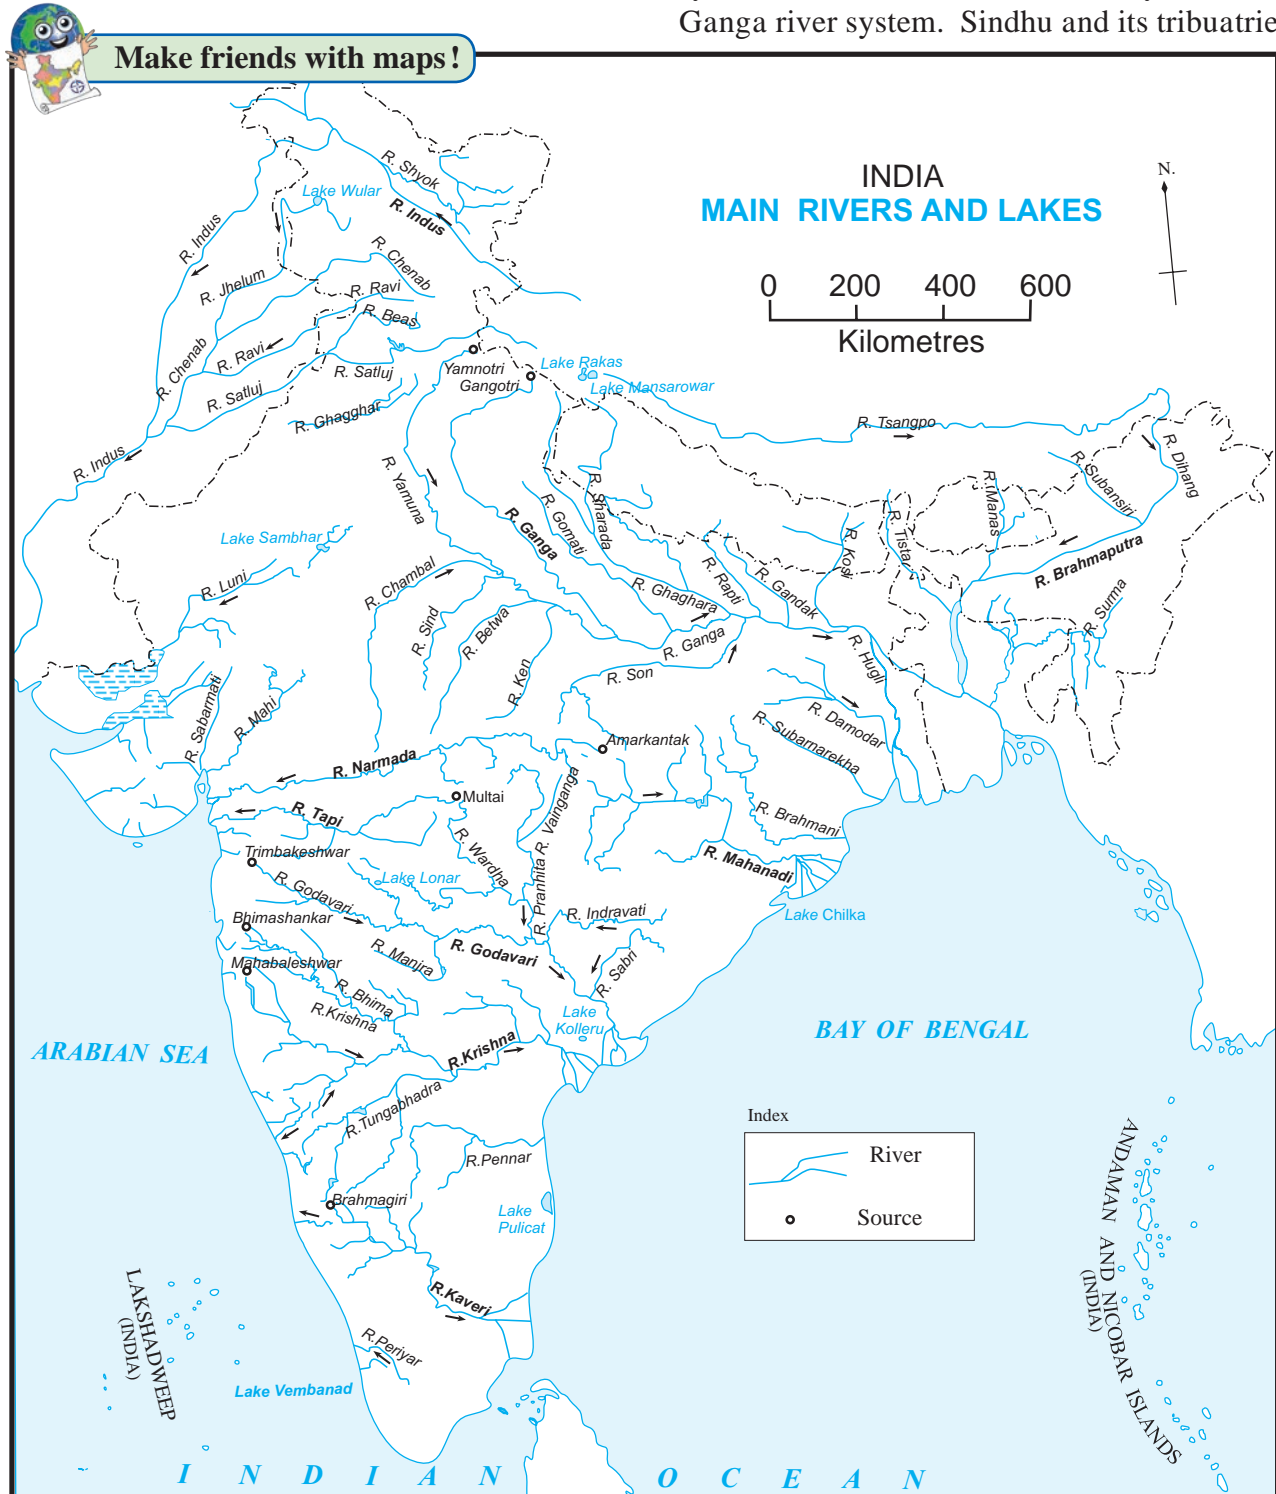 Ganga river system.  Sindhu and its tribuatrie
Make friends with maps!
INDIA
MAIN RIVERS AND LAKES
N.
0 200 400 600
Kilometres
R. Shyok
Lake Wular
R. Indus
R. Indus
R. Chenab
R. Jhelum
R. Ravi
R. Beas
R. Chenab
R. Ravi
R. Satluj
R. Satluj
Yamnotri
Gangotri
Lake Rakas
Lake Mansarowar
R. Ghagghar
R. Tsangpo
R. Dihang
R. Subansiri
R. Manas
R. Indus
R. Yamuna
R. Ganga
R. Gomati
R. Sharada
R. Tista
R. Kosi
R. Brahmaputra
Lake Sambhar
R. Luni
R. Chambal
R. Sind
R. Betwa
R. Ken
R. Ghaghara
R. Rapti
R. Gandak
R. Surma
R. Ganga
R. Hugli
R. Son
R. Sabarmati
R. Mahi
R. Damodar
R. Subarnarekha
Amarkantak
R. Narmada
R. Tapi
Multai
R. Wardha
R. Vainganga
R. Pranhita
R. Brahmani
R. Mahanadi
Trimbakeshwar
Lake Lonar
R. Godavari
Lake Chilka
Bhimashankar
R. Indravati
R. Manjra
R. Godavari
R. Sabri
Mahabaleshwar
R. Bhima
R.Krishna
Lake
Kolleru
R.Krishna
ARABIAN SEA
BAY OF BENGAL
R.Tungabhadra
R.Pennar
Index
River
Source
Brahmagiri
Lake
Pulicat
R.Kaveri
R.Periyar
Lake Vembanad
LAKSHADWEEP
(INDIA)
ANDAMAN AND NICOBAR ISLANDS
(INDIA)
INDIAN OCEAN